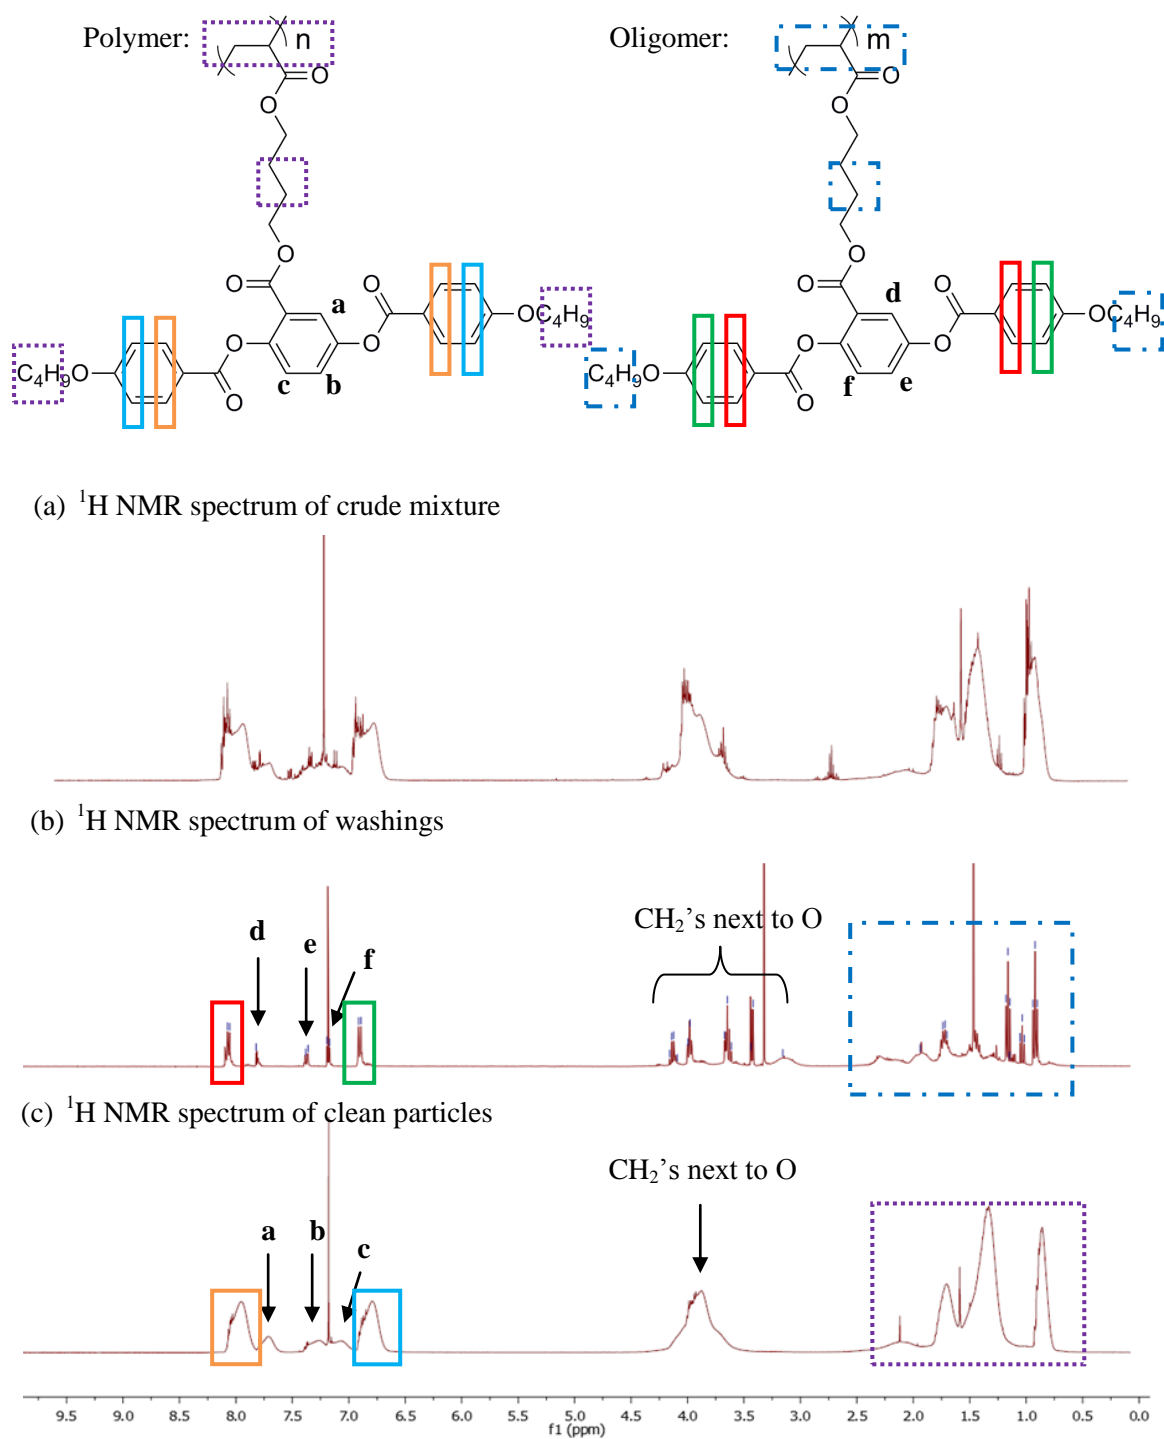 Polymer: n Oligomer: m
O O
O O
O O
O a O O d O
O OC₄H₉ O OC₄H₉
C₄H₉O O O C₄H₉O O O
c b f e
O O
(a) ¹H NMR spectrum of crude mixture
(b) ¹H NMR spectrum of washings
CH₂’s next to O
d e f
(c) ¹H NMR spectrum of clean particles
CH₂’s next to O
a b c
9.5 9.0 8.5 8.0 7.5 7.0 6.5 6.0 5.5 5.0 4.5 4.0 3.5 3.0 2.5 2.0 1.5 1.0 0.5 0.0
f1 (ppm)